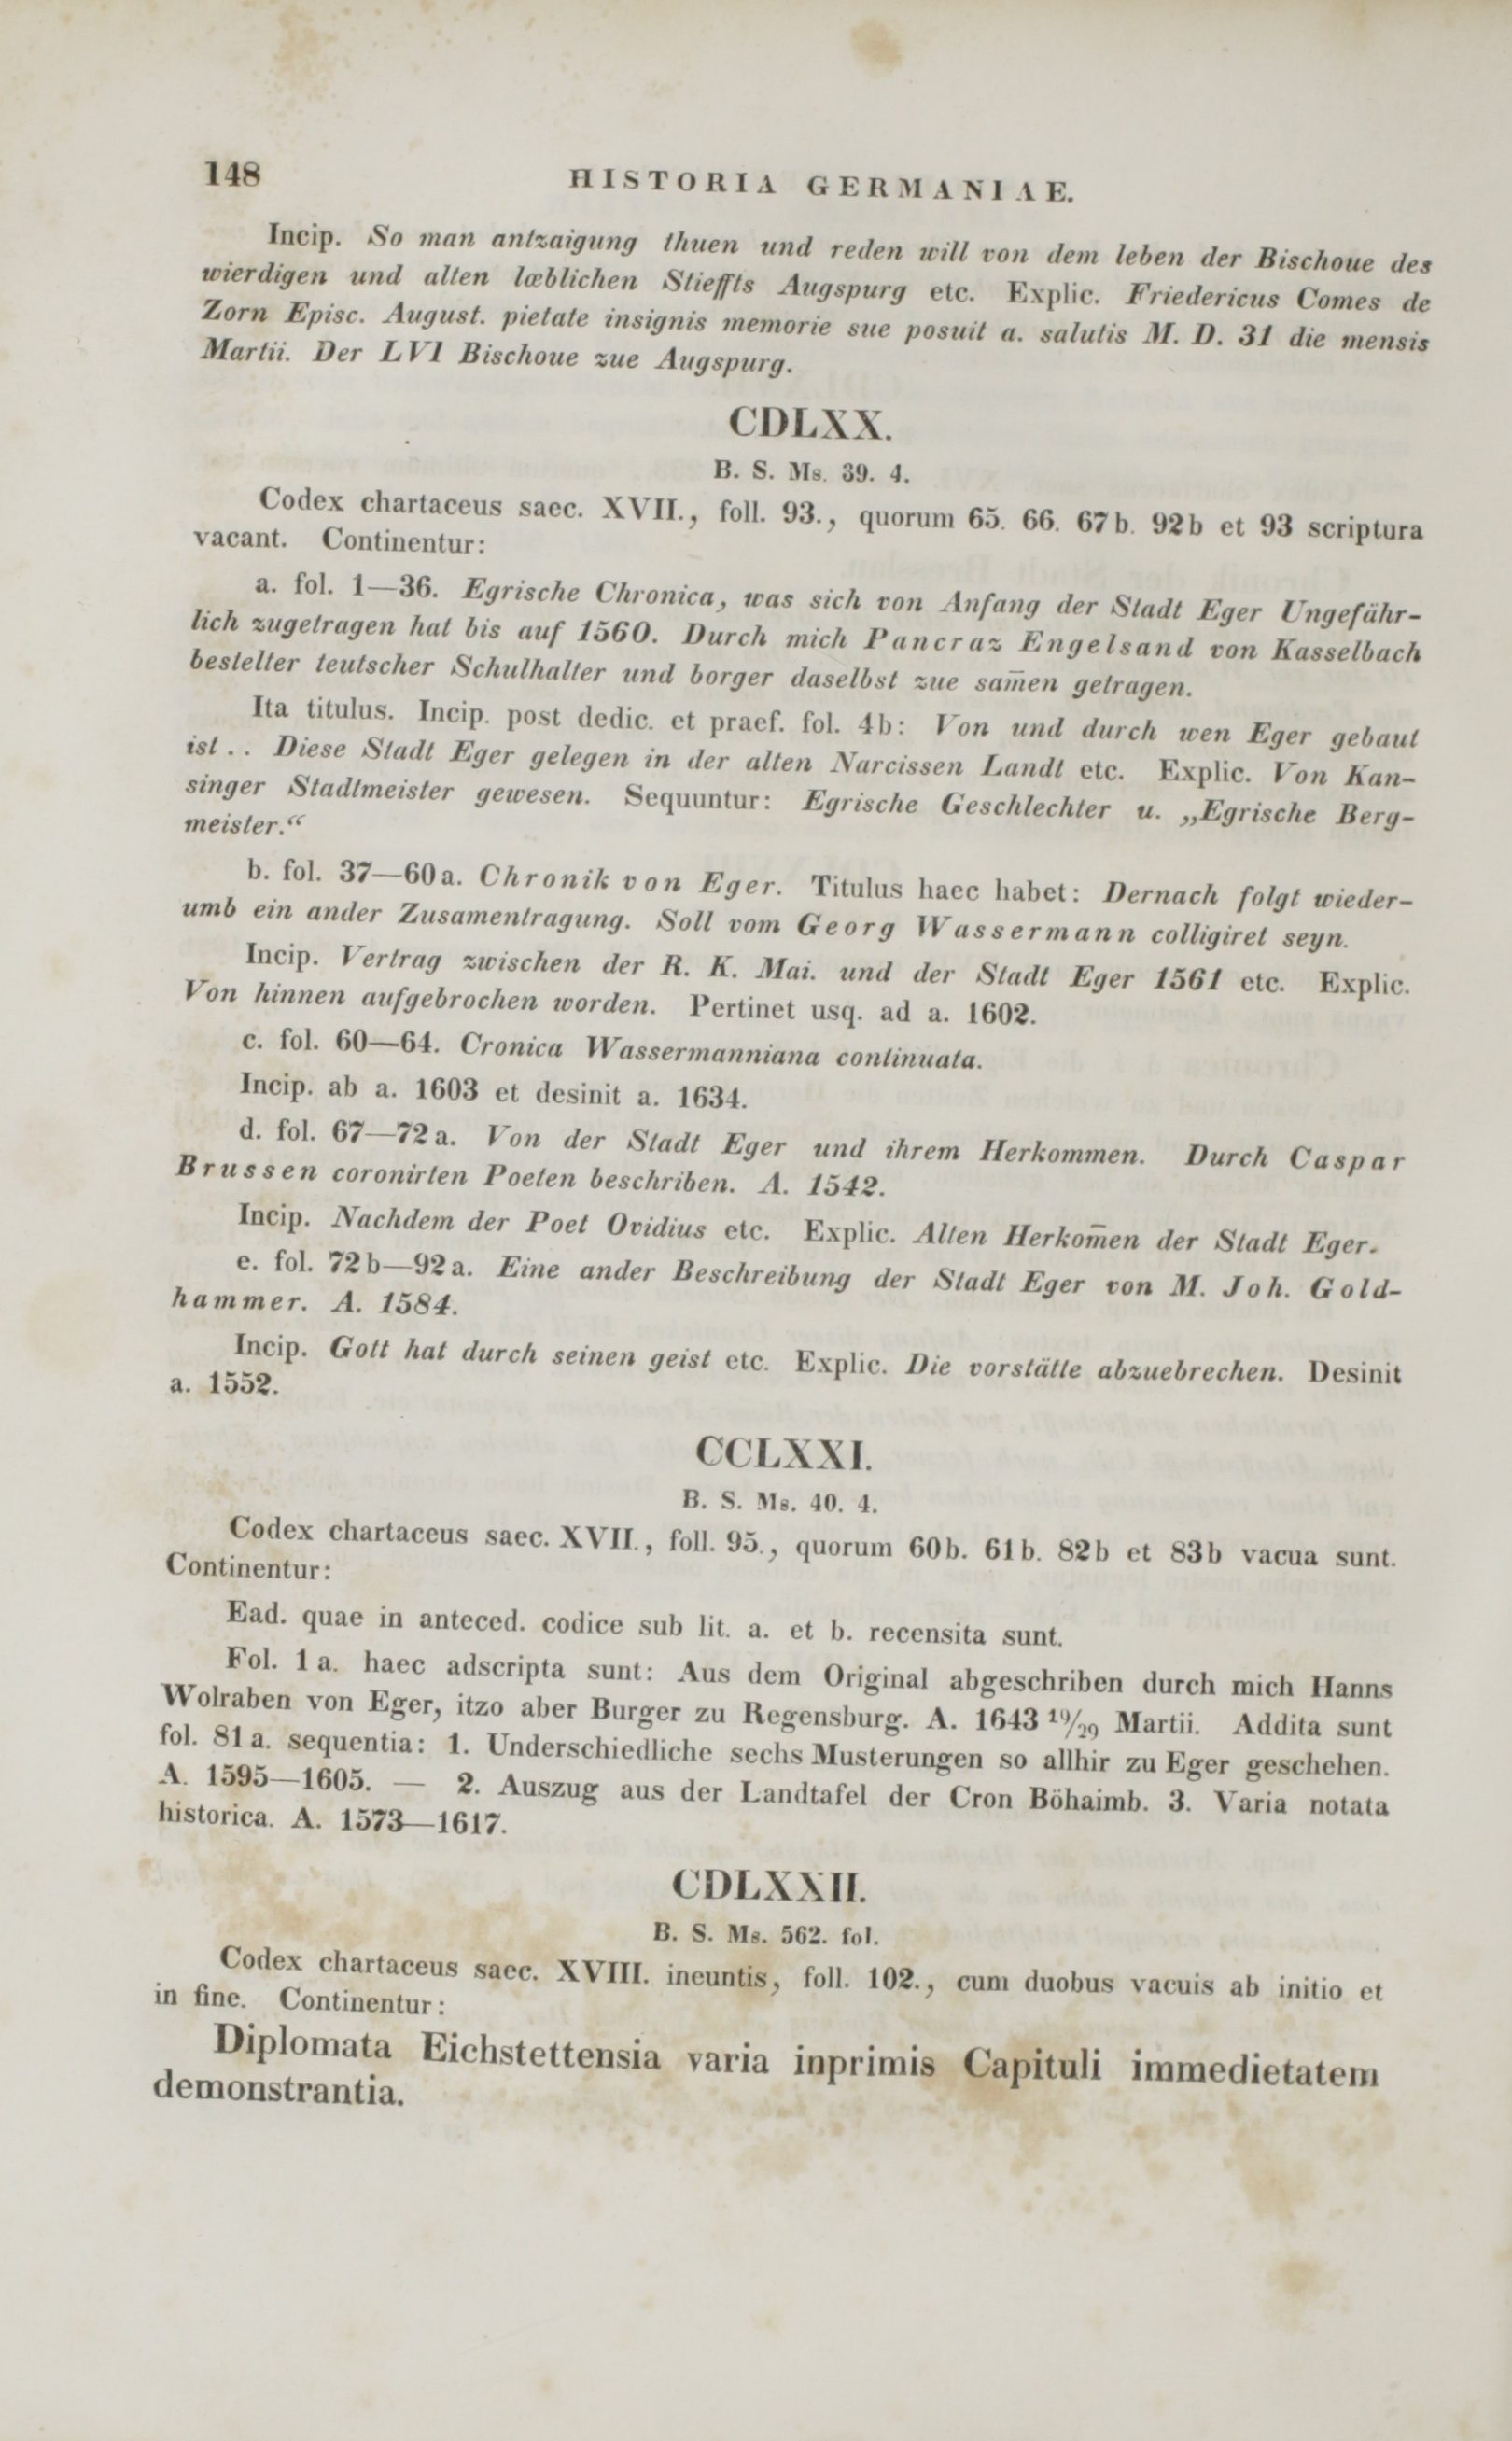 148
HISTORIA GERMANIAE.
Incip. So man antzaigung thuen und reden will von dem leben der Bischoue des
wierdigen und alten lœblichen Stieffts Augspurg etc. Explic. Friedericus Comes de
Zorn Episc. August. pietate insignis memorie sue posuit a. salutis M. D. 31 die mensis
Martii. Der LVI Bischoue zue Augspurg.
CDLXX.
B. S. Ms. 39. 4.
Codex chartaceus saec. XVII., foll. 93., quorum 65. 66. 67b. 92b et 93 scriptura
vacant. Continentur:
a. fol. 1—36. Egrische Chronica, was sich von Anfang der Stadt Eger Ungefähr-
lich zugetragen hat bis auf 1560. Durch mich Pancraz Engelsand von Kasselbach
bestelter teutscher Schulhalter und borger daselbst zue sam̄en getragen.
Ita titulus. Incip. post dedic. et praef. fol. 4b: Von und durch wen Eger gebaut
ist . . Diese Stadt Eger gelegen in der alten Narcissen Landt etc. Explic. Von Kan-
singer Stadtmeister gewesen. Sequuntur: Egrische Geschlechter u. „Egrische Berg-
meister.“
b. fol. 37—60a. Chronik von Eger. Titulus haec habet: Dernach folgt wieder-
umb ein ander Zusamentragung. Soll vom Georg Wassermann colligiret seyn.
Incip. Vertrag zwischen der R. K. Mai. und der Stadt Eger 1561 etc. Explic.
Von hinnen aufgebrochen worden. Pertinet usq. ad a. 1602.
c. fol. 60—64. Cronica Wassermanniana continuata.
Incip. ab a. 1603 et desinit a. 1634.
d. fol. 67—72a. Von der Stadt Eger und ihrem Herkommen. Durch Caspar
Brussen coronirten Poeten beschriben. A. 1542.
Incip. Nachdem der Poet Ovidius etc. Explic. Alten Herkom̄en der Stadt Eger.
e. fol. 72b—92a. Eine ander Beschreibung der Stadt Eger von M. Joh. Gold-
hammer. A. 1584.
Incip. Gott hat durch seinen geist etc. Explic. Die vorstätte abzuebrechen. Desinit
a. 1552.
CCLXXI.
B. S. Ms. 40. 4.
Codex chartaceus saec. XVII., foll. 95., quorum 60b. 61b. 82b et 83b vacua sunt.
Continentur:
Ead. quae in anteced. codice sub lit. a. et b. recensita sunt.
Fol. 1a. haec adscripta sunt: Aus dem Original abgeschriben durch mich Hanns
Wolraben von Eger, itzo aber Burger zu Regensburg. A. 1643 19/29 Martii. Addita sunt
fol. 81a. sequentia: 1. Underschiedliche sechs Musterungen so allhir zu Eger geschehen.
A. 1595—1605. — 2. Auszug aus der Landtafel der Cron Böhaimb. 3. Varia notata
historica. A. 1573—1617.
CDLXXII.
B. S. Ms. 562. fol.
Codex chartaceus saec. XVIII. ineuntis, foll. 102., cum duobus vacuis ab initio et
in fine. Continentur:
Diplomata Eichstettensia varia inprimis Capituli immedietatem
demonstrantia.